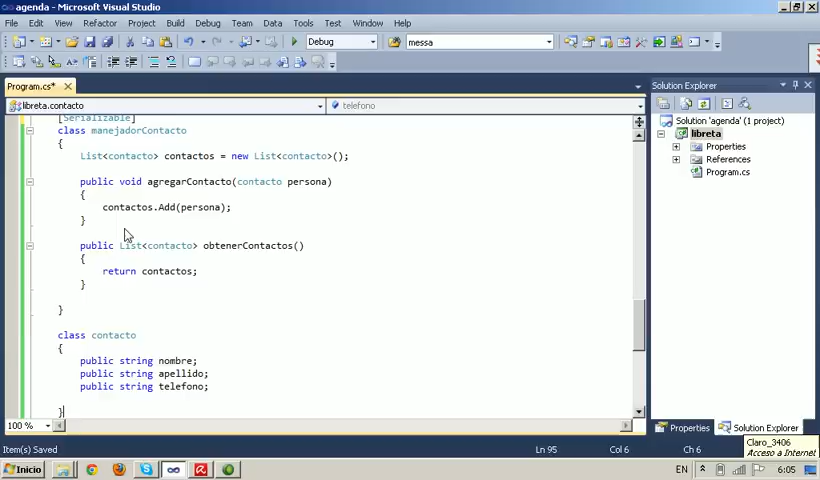 agenda - Microsoft Visual Studio
File Edit View Refactor Project Build Debug Team Data Tools Test Window Help
Debug messa
Program.cs*
libreta.contacto telefono
[Serializable]
class manejadorContacto
{
List<contacto> contactos = new List<contacto>();
public void agregarContacto(contacto persona)
{
contactos.Add(persona);
}
public List<contacto> obtenerContactos()
{
return contactos;
}
}
class contacto
{
public string nombre;
public string apellido;
public string telefono;
}
100 %
Item(s) Saved Ln 95 Col 6 Ch 6
Solution Explorer
Solution 'agenda' (1 project)
libreta
Properties
References
Program.cs
Properties Solution Explorer
Claro_3406
Acceso a Internet
Inicio EN 6:05